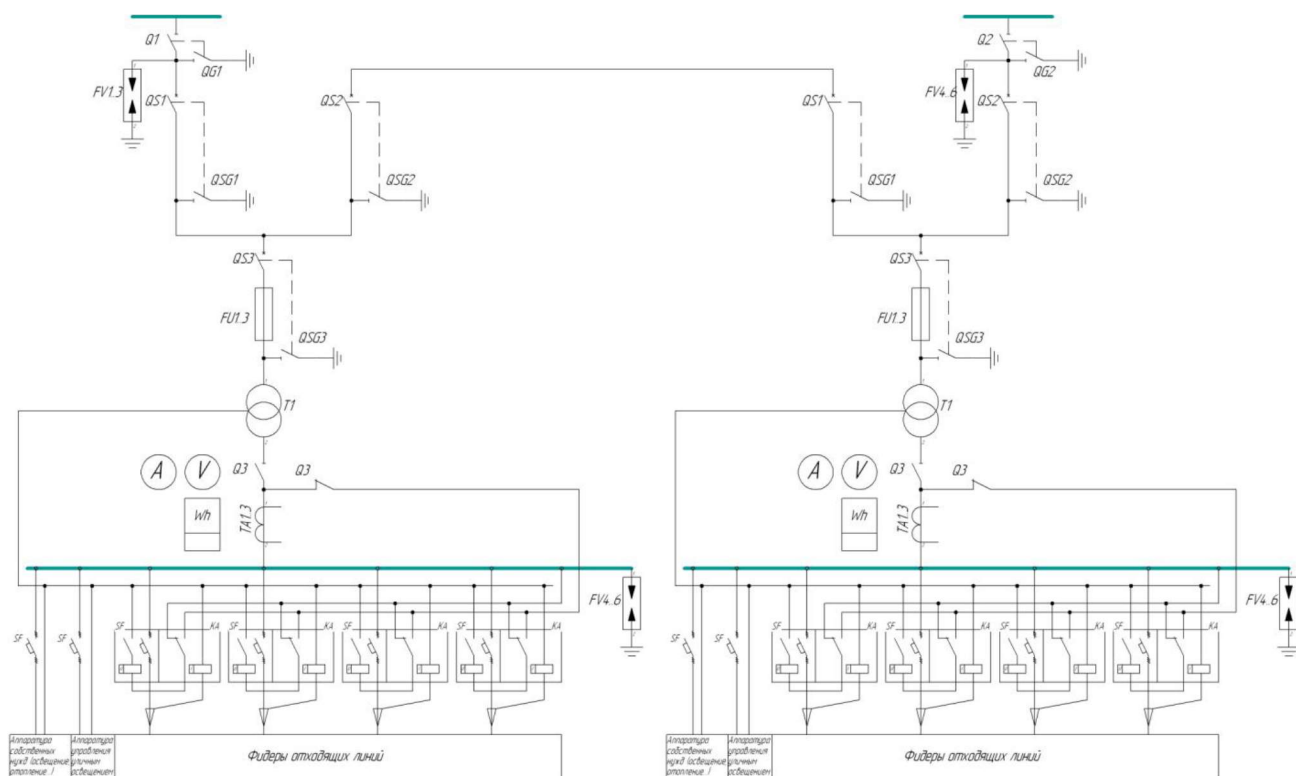 Q1
QG1
FV1.3
QS1
QSG1
QS2
QSG2
QS1
QSG1
Q2
QG2
FV4..6
QS2
QSG2
QS3
FU1.3
QSG3
T1
A
V
Q3
Q3
Wh
TA1.3
FV4..6
SF
SF
SF
KA
SF
KA
SF
KA
SF
KA
Аппаратура
собственных
нужд (освещение,
отопление..)
Аппаратура
управления
уличным
освещением
Фидеры отходящих линий
QS3
FU1.3
QSG3
T1
A
V
Q3
Q3
Wh
TA1.3
FV4..6
SF
SF
SF
KA
SF
KA
SF
KA
SF
KA
Аппаратура
собственных
нужд (освещение,
отопление..)
Аппаратура
управления
уличным
освещением
Фидеры отходящих линий